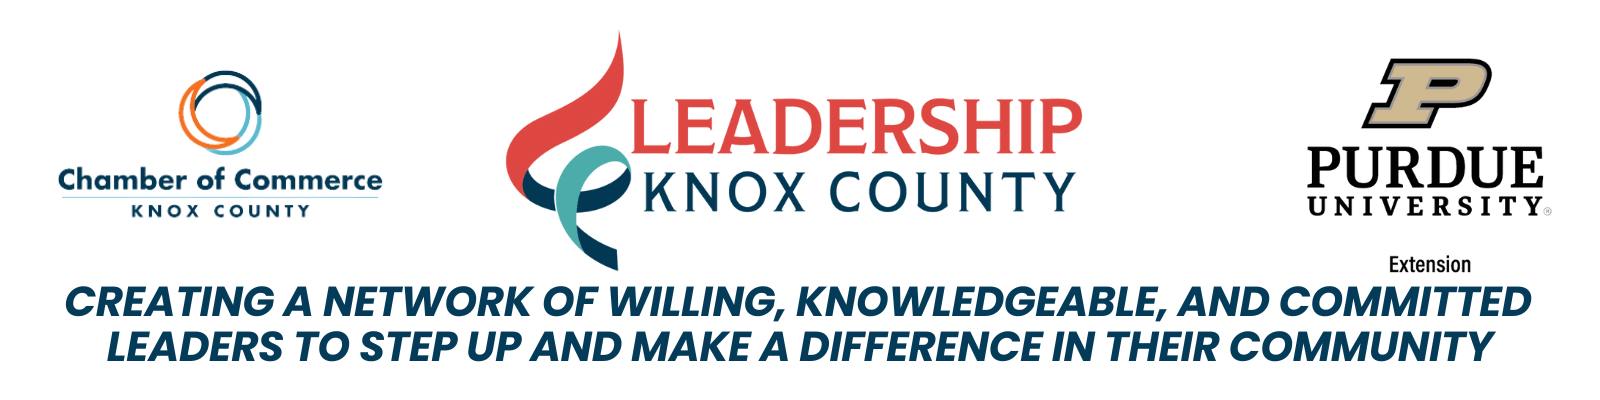 Chamber of Commerce
KNOX COUNTY
LEADERSHIP
KNOX COUNTY
P
PURDUE
UNIVERSITY®
Extension
CREATING A NETWORK OF WILLING, KNOWLEDGEABLE, AND COMMITTED
LEADERS TO STEP UP AND MAKE A DIFFERENCE IN THEIR COMMUNITY